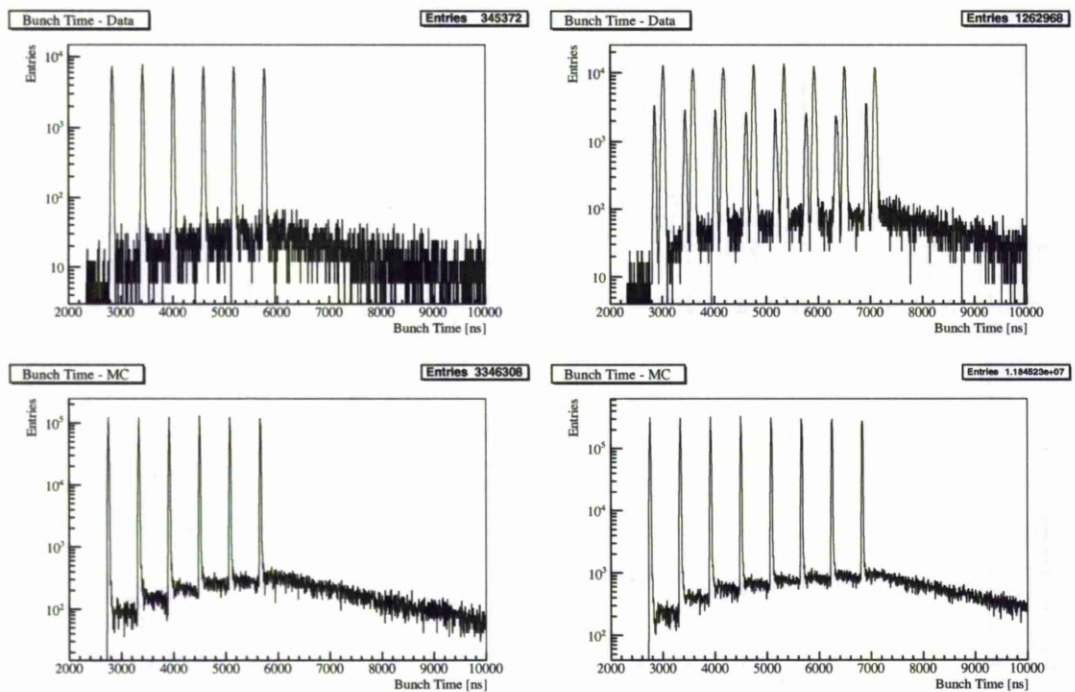 Bunch Time - Data
Entries 345372
Entries
10⁴
10³
10²
10
2000 3000 4000 5000 6000 7000 8000 9000 10000
Bunch Time [ns]
Bunch Time - Data
Entries 1262968
Entries
10⁴
10³
10²
10
2000 3000 4000 5000 6000 7000 8000 9000 10000
Bunch Time [ns]
Bunch Time - MC
Entries 3346308
Entries
10⁵
10⁴
10³
10²
2000 3000 4000 5000 6000 7000 8000 9000 10000
Bunch Time [ns]
Bunch Time - MC
Entries 1.184523e+07
Entries
10⁵
10⁴
10³
10²
2000 3000 4000 5000 6000 7000 8000 9000 10000
Bunch Time [ns]